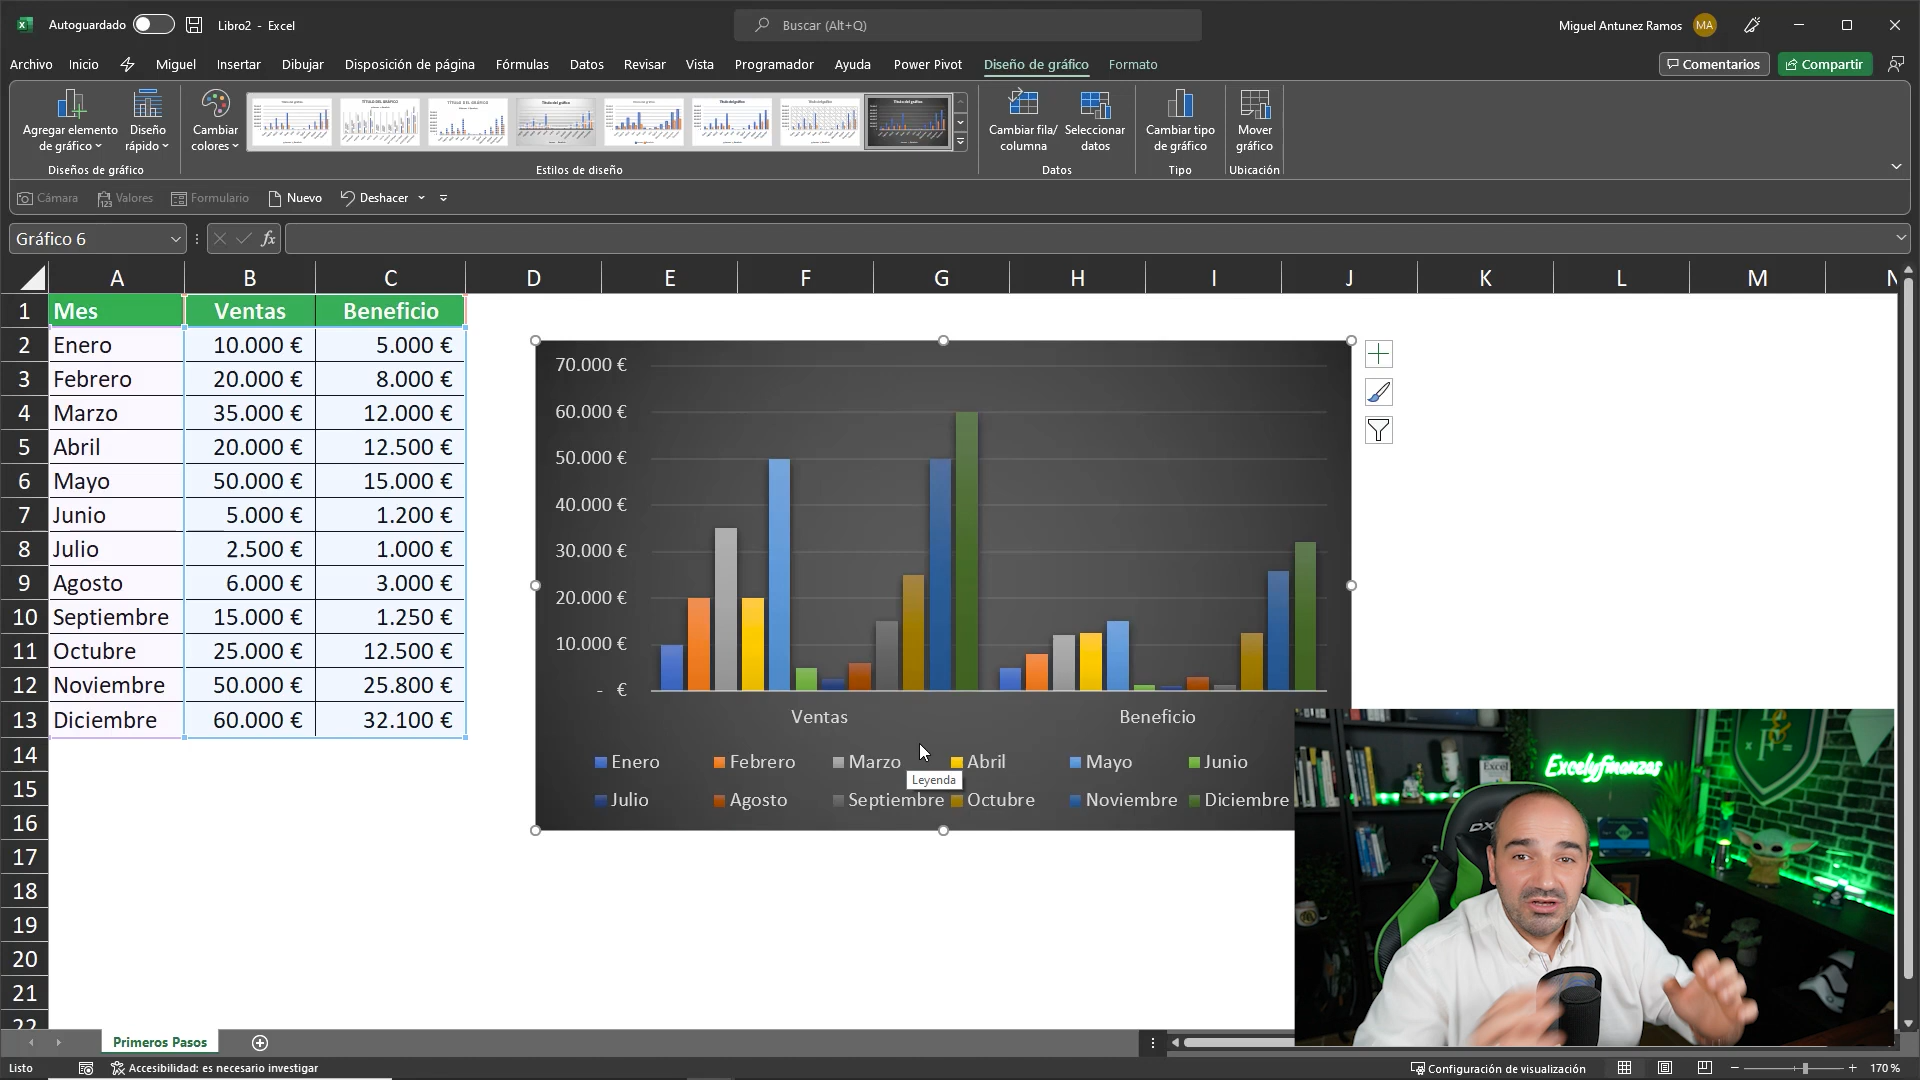 Autoguardado
Libro2 - Excel
Buscar (Alt+Q)
Miguel Antunez Ramos
MA
Archivo
Inicio
Miguel
Insertar
Dibujar
Disposición de página
Fórmulas
Datos
Revisar
Vista
Programador
Ayuda
Power Pivot
Diseño de gráfico
Formato
Comentarios
Compartir
Agregar elemento
de gráfico
Diseño
rápido
Cambiar
colores
Cambiar fila/
columna
Seleccionar
datos
Cambiar tipo
de gráfico
Mover
gráfico
Diseños de gráfico
Estilos de diseño
Datos
Tipo
Ubicación
Cámara
Valores
Formulario
Nuevo
Deshacer
Gráfico 6
fx
A B C D E F G H I J K L M N
1 Mes Ventas Beneficio
2 Enero 10.000 € 5.000 €
3 Febrero 20.000 € 8.000 €
4 Marzo 35.000 € 12.000 €
5 Abril 20.000 € 12.500 €
6 Mayo 50.000 € 15.000 €
7 Junio 5.000 € 1.200 €
8 Julio 2.500 € 1.000 €
9 Agosto 6.000 € 3.000 €
10 Septiembre 15.000 € 1.250 €
11 Octubre 25.000 € 12.500 €
12 Noviembre 50.000 € 25.800 €
13 Diciembre 60.000 € 32.100 €
14
15
16
17
18
19
20
21
22
70.000 €
60.000 €
50.000 €
40.000 €
30.000 €
20.000 €
10.000 €
- €
Ventas
Beneficio
Enero Febrero Marzo Abril Mayo Junio
Leyenda
Julio Agosto Septiembre Octubre Noviembre Diciembre
Excelyfinanzas
Excel
Primeros Pasos
Listo
Accesibilidad: es necesario investigar
Configuración de visualización
170 %